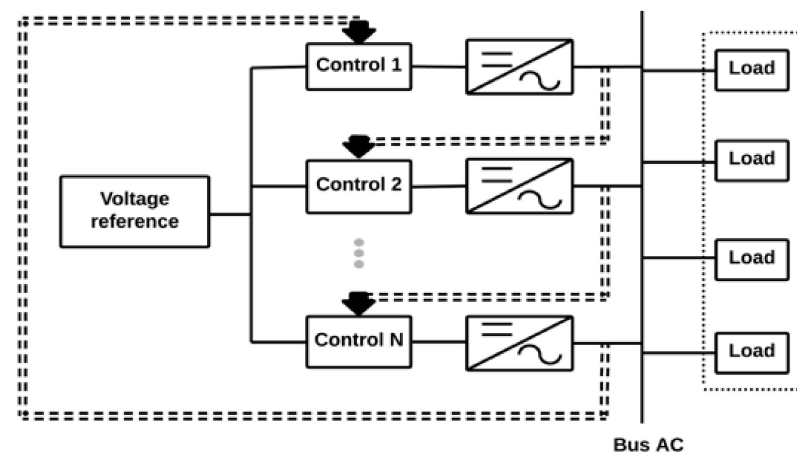 Control 1
Load
Load
Control 2
Voltage
reference
Load
Control N
Load
Bus AC